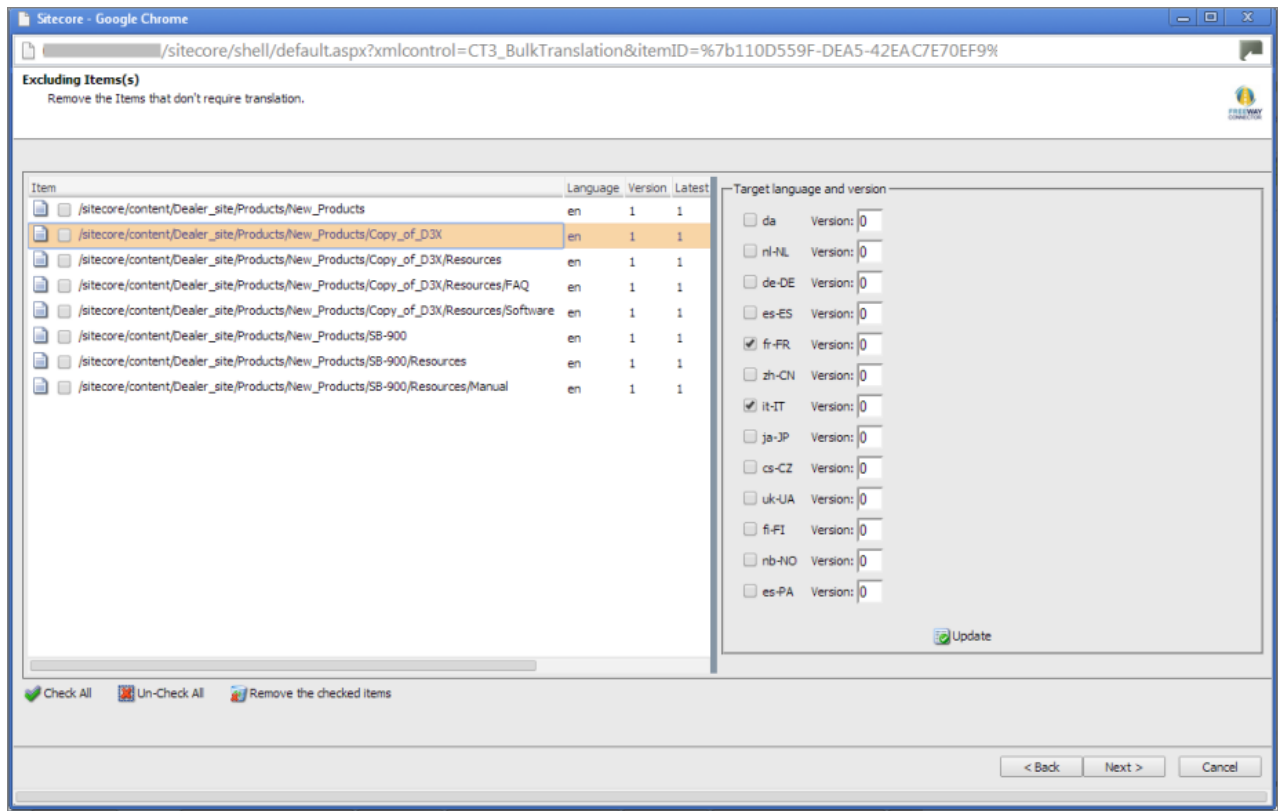 Sitecore - Google Chrome
/sitecore/shell/default.aspx?xmlcontrol=CT3_BulkTranslation&itemID=%7b110D559F-DEA5-42EAC7E70EF9%
Excluding Items(s)
Remove the Items that don't require translation.
FREEWAY
CONNECTOR
Item Language Version Latest
/sitecore/content/Dealer_site/Products/New_Products en 1 1
/sitecore/content/Dealer_site/Products/New_Products/Copy_of_D3X en 1 1
/sitecore/content/Dealer_site/Products/New_Products/Copy_of_D3X/Resources en 1 1
/sitecore/content/Dealer_site/Products/New_Products/Copy_of_D3X/Resources/FAQ en 1 1
/sitecore/content/Dealer_site/Products/New_Products/Copy_of_D3X/Resources/Software en 1 1
/sitecore/content/Dealer_site/Products/New_Products/SB-900 en 1 1
/sitecore/content/Dealer_site/Products/New_Products/SB-900/Resources en 1 1
/sitecore/content/Dealer_site/Products/New_Products/SB-900/Resources/Manual en 1 1
Target language and version
da Version: 0
nl-NL Version: 0
de-DE Version: 0
es-ES Version: 0
fr-FR Version: 0
zh-CN Version: 0
it-IT Version: 0
ja-JP Version: 0
cs-CZ Version: 0
uk-UA Version: 0
fi-FI Version: 0
nb-NO Version: 0
es-PA Version: 0
Update
Check All Un-Check All Remove the checked items
< Back Next > Cancel